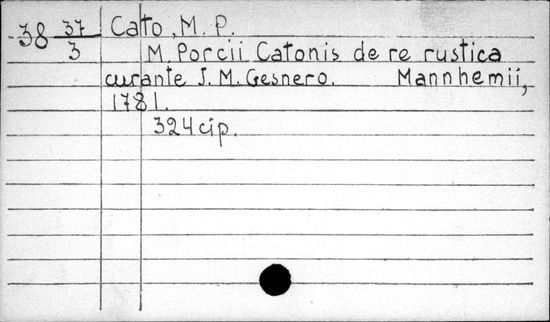 38 37/3 Cato, M. P.
M. Porcii Catonis de re rustica
curante J. M. Gesnero. Mannhemii,
1781.
324 cip.